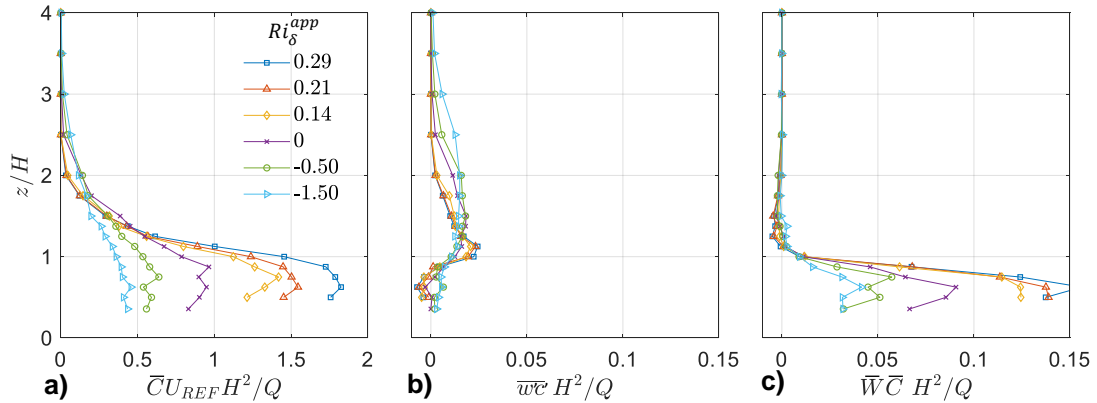 4
3
2
1
0
z/H
Ri_δ^app
0.29
0.21
0.14
0
-0.50
-1.50
0 0.5 1 1.5 2
a) C̅U_REF H²/Q
0 0.05 0.1 0.15
b) w̅c̅ H²/Q
0 0.05 0.1 0.15
c) W̅ C̅ H²/Q